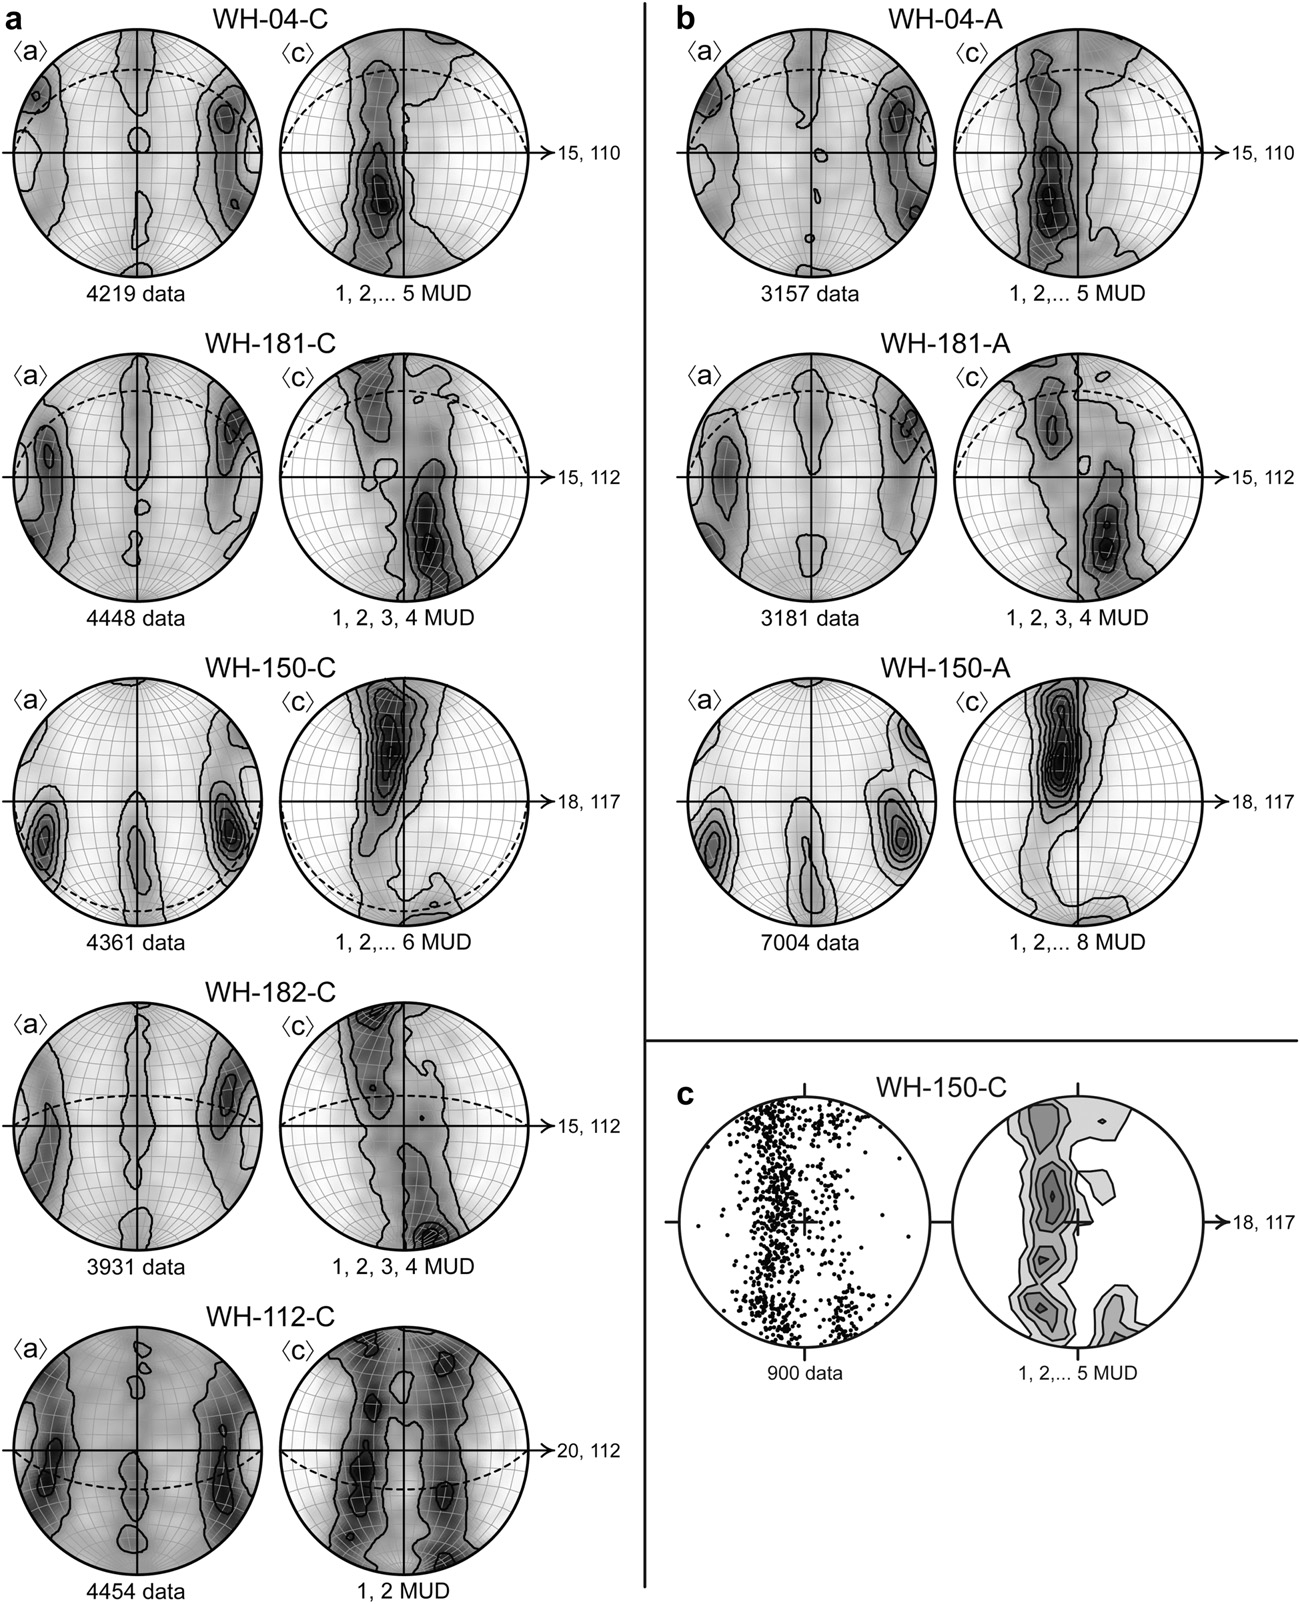 a
WH-04-C
⟨a⟩ ⟨c⟩
15, 110
4219 data
1, 2,... 5 MUD
WH-181-C
⟨a⟩ ⟨c⟩
15, 112
4448 data
1, 2, 3, 4 MUD
WH-150-C
⟨a⟩ ⟨c⟩
18, 117
4361 data
1, 2,... 6 MUD
WH-182-C
⟨a⟩ ⟨c⟩
15, 112
3931 data
1, 2, 3, 4 MUD
WH-112-C
⟨a⟩ ⟨c⟩
20, 112
4454 data
1, 2 MUD
b
WH-04-A
⟨a⟩ ⟨c⟩
15, 110
3157 data
1, 2,... 5 MUD
WH-181-A
⟨a⟩ ⟨c⟩
15, 112
3181 data
1, 2, 3, 4 MUD
WH-150-A
⟨a⟩ ⟨c⟩
18, 117
7004 data
1, 2,... 8 MUD
c
WH-150-C
18, 117
900 data
1, 2,... 5 MUD